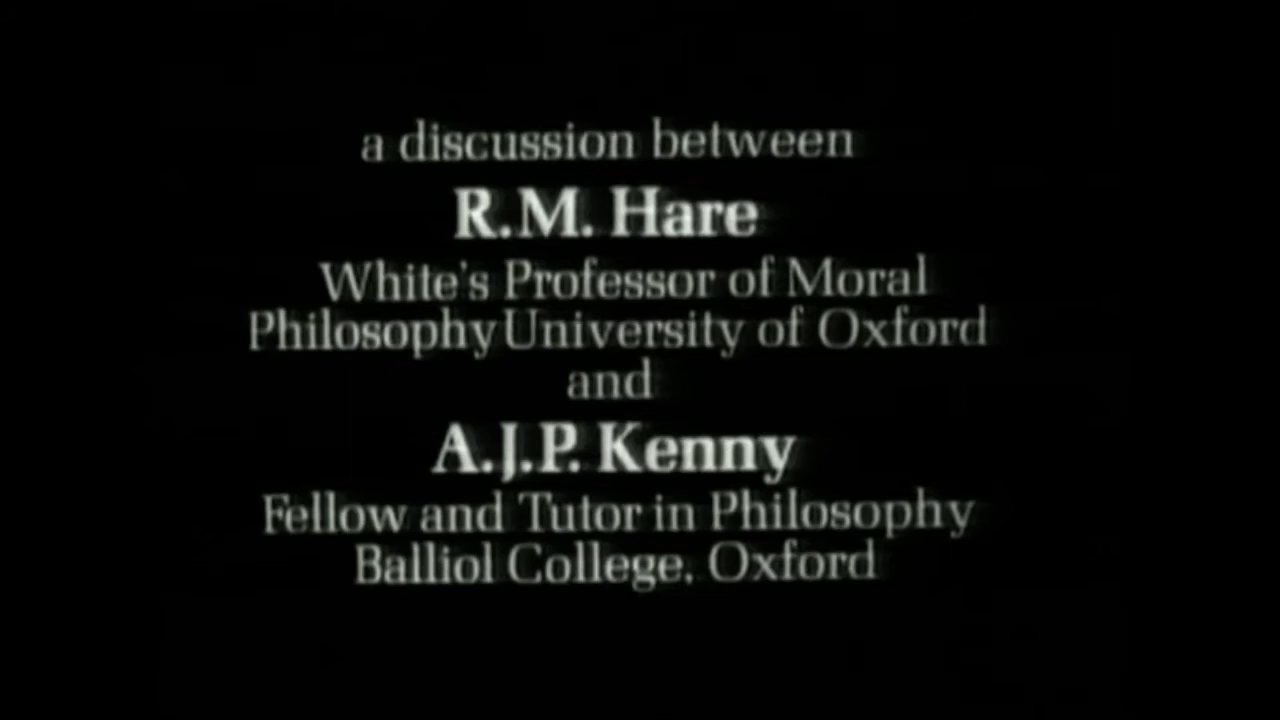 a discussion between
R.M. Hare
White's Professor of Moral
Philosophy University of Oxford
and
A.J.P. Kenny
Fellow and Tutor in Philosophy
Balliol College, Oxford